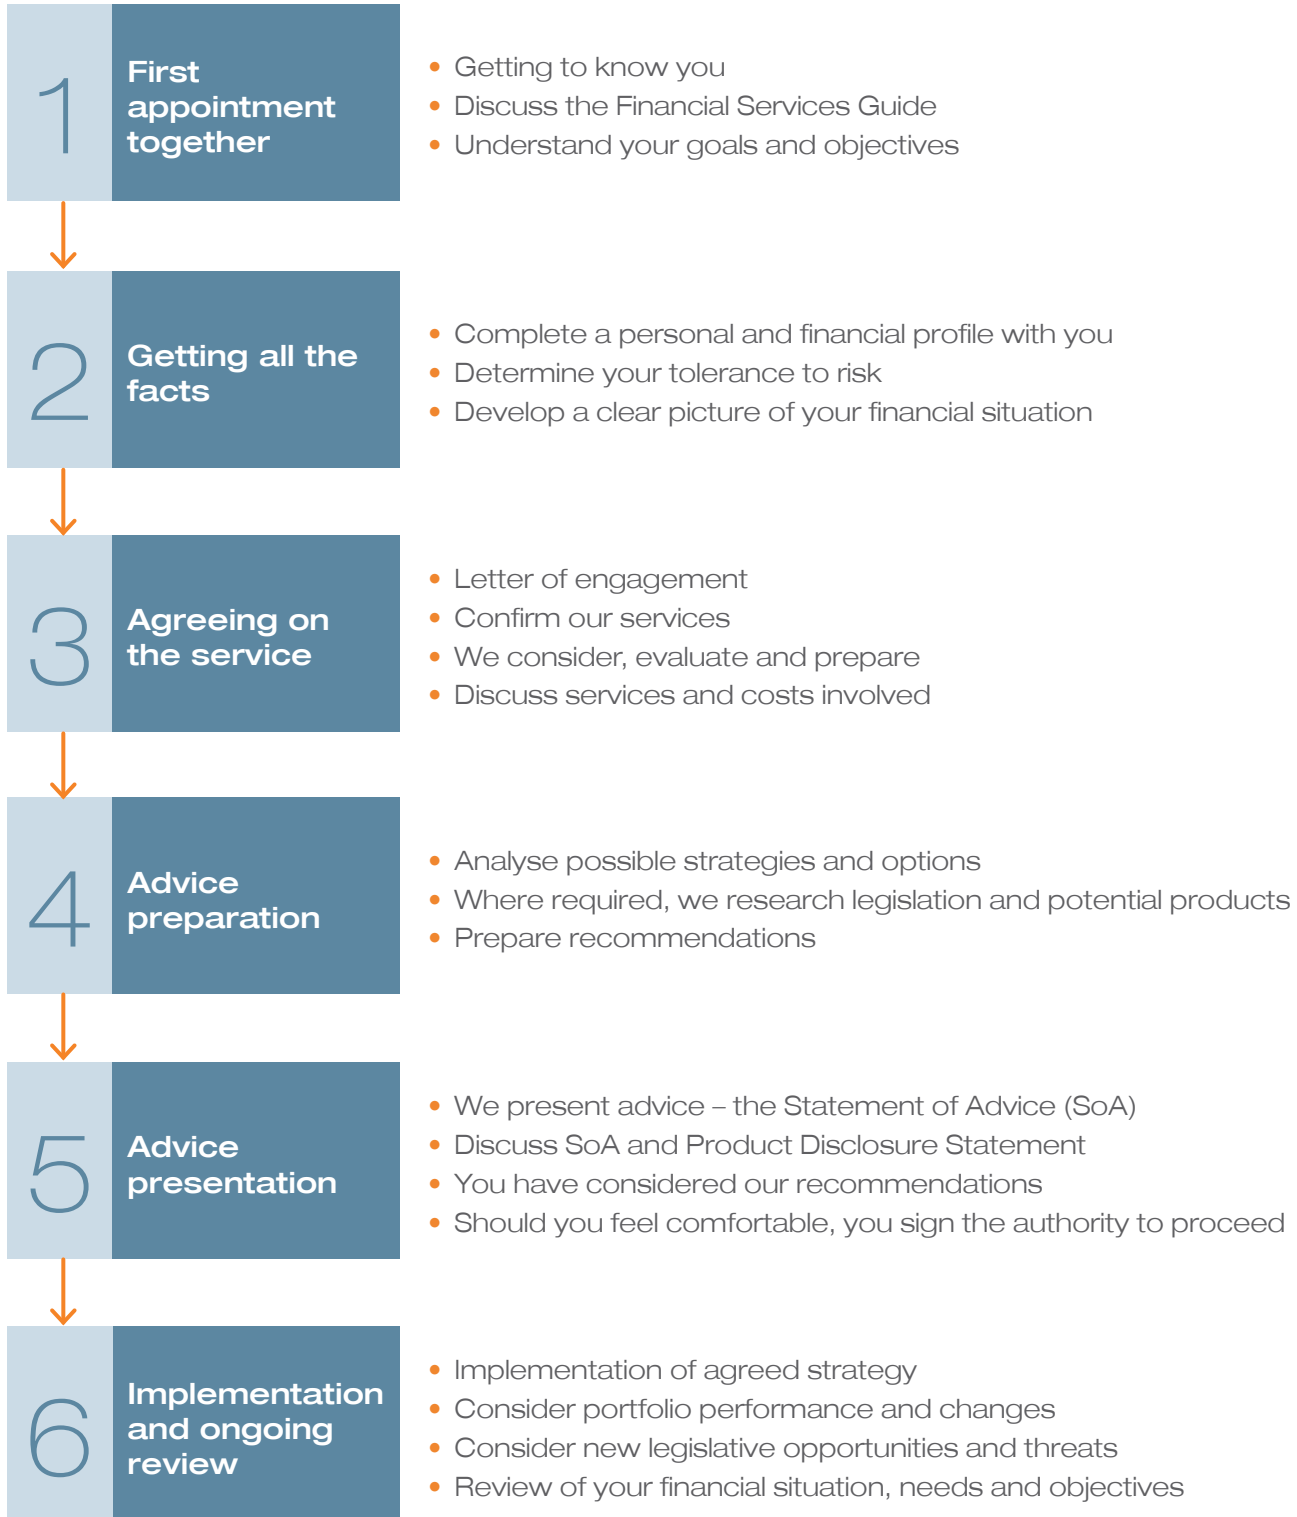 1
First
appointment
together
• Getting to know you
• Discuss the Financial Services Guide
• Understand your goals and objectives
2
Getting all the
facts
• Complete a personal and financial profile with you
• Determine your tolerance to risk
• Develop a clear picture of your financial situation
3
Agreeing on
the service
• Letter of engagement
• Confirm our services
• We consider, evaluate and prepare
• Discuss services and costs involved
4
Advice
preparation
• Analyse possible strategies and options
• Where required, we research legislation and potential products
• Prepare recommendations
5
Advice
presentation
• We present advice – the Statement of Advice (SoA)
• Discuss SoA and Product Disclosure Statement
• You have considered our recommendations
• Should you feel comfortable, you sign the authority to proceed
6
Implementation
and ongoing
review
• Implementation of agreed strategy
• Consider portfolio performance and changes
• Consider new legislative opportunities and threats
• Review of your financial situation, needs and objectives